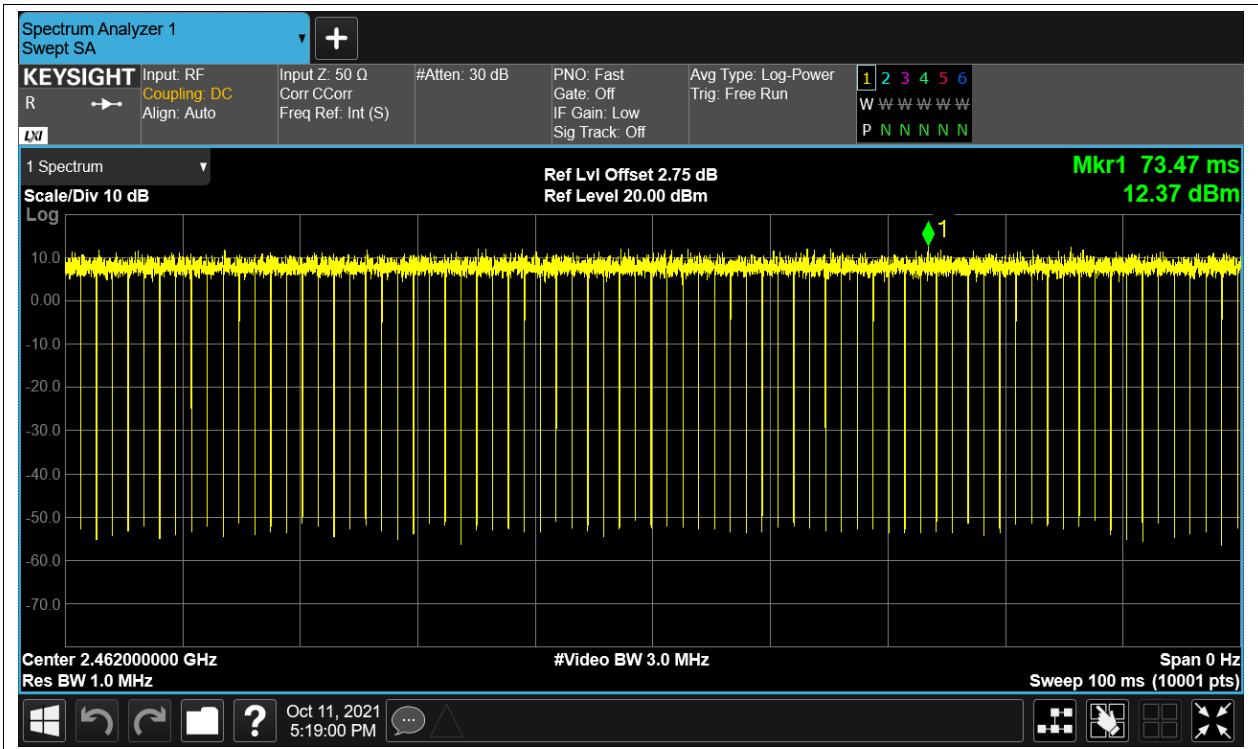 Spectrum Analyzer 1
Swept SA
▼
+
KEYSIGHT Input: RF Input Z: 50 Ω #Atten: 30 dB PNO: Fast Avg Type: Log-Power 1 2 3 4 5 6
R Coupling: DC Corr CCorr Gate: Off Trig: Free Run W W W W W W
Align: Auto Freq Ref: Int (S) IF Gain: Low
LXI Sig Track: Off P N N N N N
1 Spectrum ▼ Ref Lvl Offset 2.75 dB Mkr1 73.47 ms
Scale/Div 10 dB Ref Level 20.00 dBm 12.37 dBm
Log
1
10.0
0.00
-10.0
-20.0
-30.0
-40.0
-50.0
-60.0
-70.0
Center 2.462000000 GHz #Video BW 3.0 MHz Span 0 Hz
Res BW 1.0 MHz Sweep 100 ms (10001 pts)
? Oct 11, 2021
5:19:00 PM